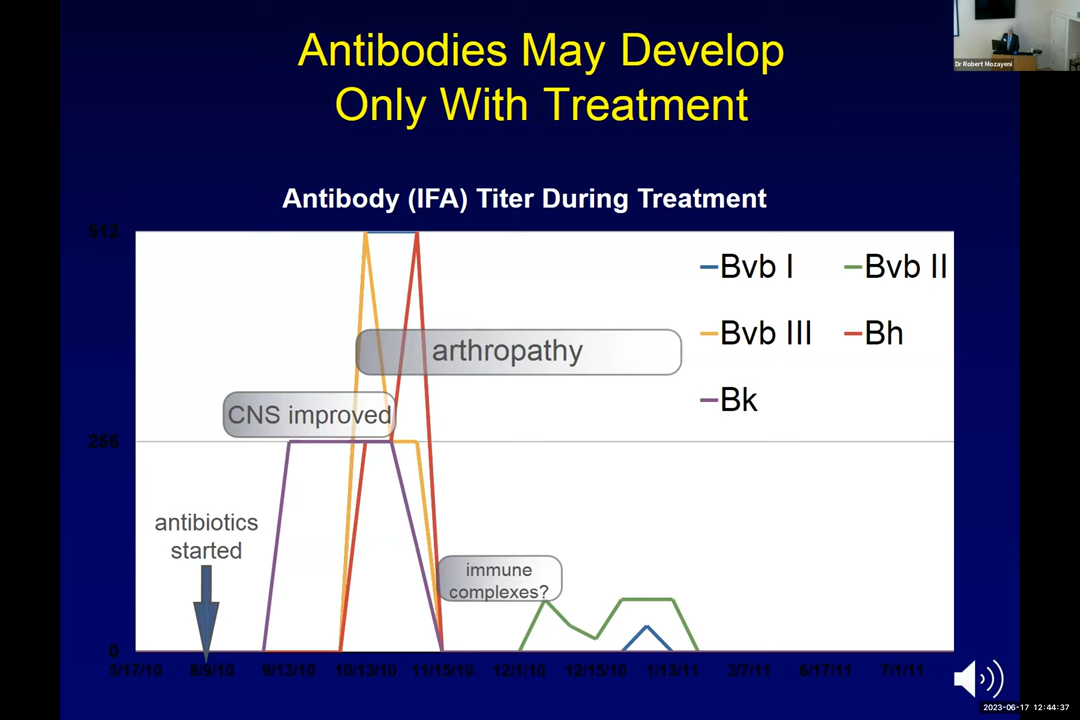 Antibodies May Develop
Only With Treatment
Dr Robert Mozayeni
Antibody (IFA) Titer During Treatment
512
Bvb I
Bvb II
Bvb III
Bh
arthropathy
Bk
CNS improved
256
antibiotics
started
immune
complexes?
0
5/17/10 8/9/10 9/13/10 10/13/10 11/15/10 12/1/10 12/15/10 1/13/11 3/7/11 6/17/11 7/1/11
2023-06-17 12:44:37